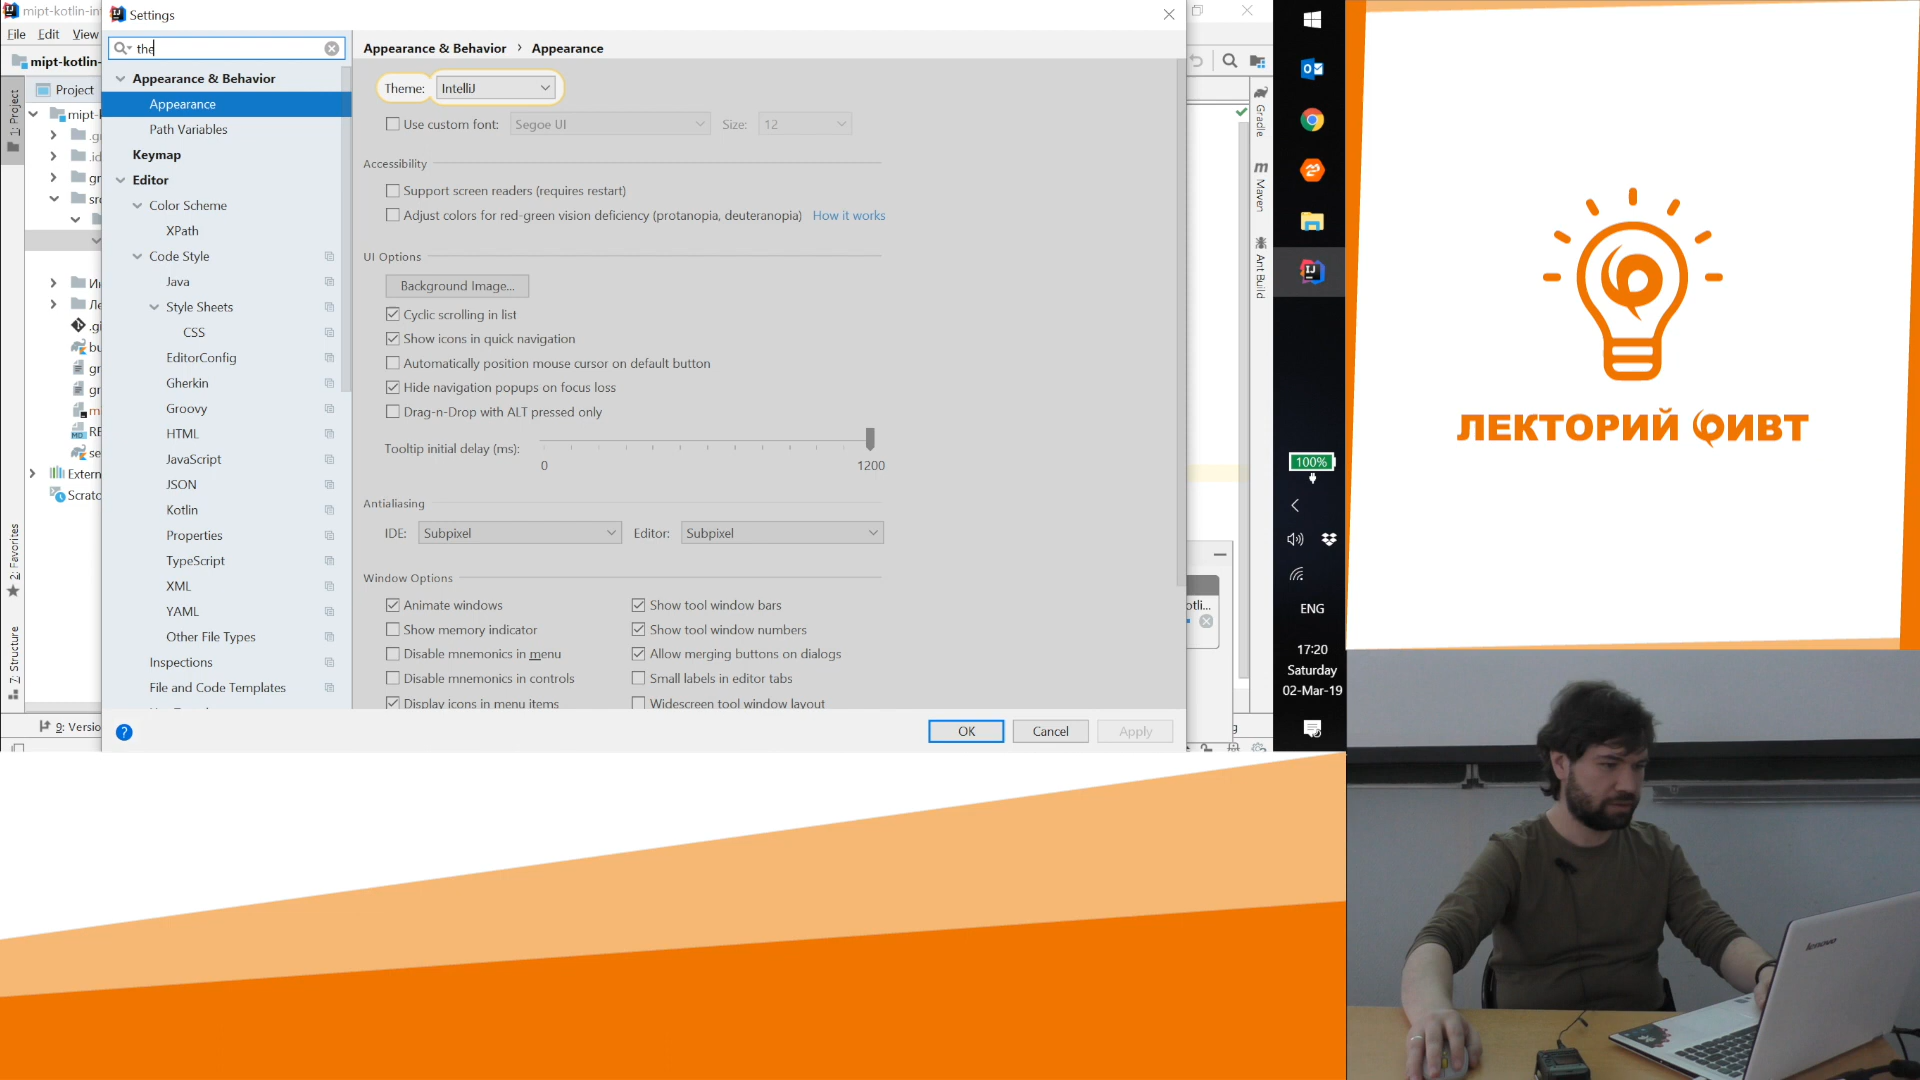 mipt-kotlin-in
Settings
File Edit View
the
Appearance & Behavior › Appearance
mipt-kotlin-
Appearance & Behavior
Theme: IntelliJ
1: Project
Project
Appearance
mipt-k
Use custom font: Segoe UI Size: 12
Gradle
Path Variables
.g
Keymap
.id
Accessibility
Maven
Editor
gr
Support screen readers (requires restart)
Color Scheme
src
Adjust colors for red-green vision deficiency (protanopia, deuteranopia) How it works
XPath
Code Style
UI Options
Ant Build
Java
Background Image...
Style Sheets
Cyclic scrolling in list
CSS
Show icons in quick navigation
EditorConfig
Automatically position mouse cursor on default button
Gherkin
Hide navigation popups on focus loss
Groovy
Drag-n-Drop with ALT pressed only
HTML
Tooltip initial delay (ms):
0 1200
JavaScript
Extern
JSON
Scratc
Antialiasing
Kotlin
IDE: Subpixel Editor: Subpixel
Properties
2: Favorites
TypeScript
Window Options
XML
Animate windows Show tool window bars
otli...
YAML
Show memory indicator Show tool window numbers
Other File Types
Disable mnemonics in menu Allow merging buttons on dialogs
Z: Structure
Inspections
Disable mnemonics in controls Small labels in editor tabs
File and Code Templates
Display icons in menu items Widescreen tool window layout
9: Versio
? OK Cancel Apply
100%
ENG
17:20
Saturday
02-Mar-19
ЛЕКТОРИЙ ФИВТ
lenovo